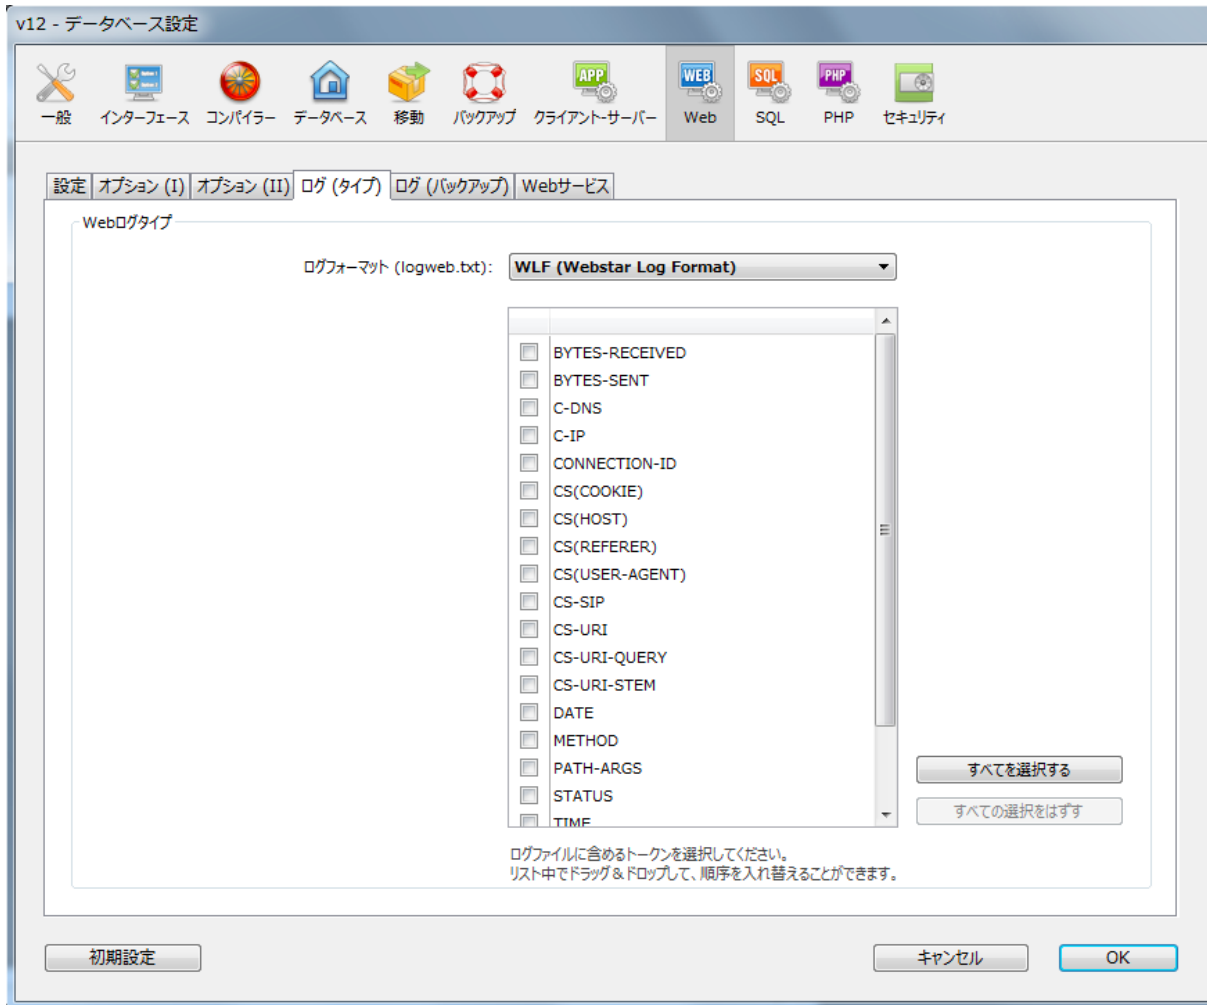 v12 - データベース設定
一般 インターフェース コンパイラー データベース 移動 バックアップ クライアント-サーバー Web SQL PHP セキュリティ
APP WEB SQL PHP
設定 オプション (I) オプション (II) ログ (タイプ) ログ (バックアップ) Webサービス
Webログタイプ
ログフォーマット (logweb.txt): WLF (Webstar Log Format)
BYTES-RECEIVED
BYTES-SENT
C-DNS
C-IP
CONNECTION-ID
CS(COOKIE)
CS(HOST)
CS(REFERER)
CS(USER-AGENT)
CS-SIP
CS-URI
CS-URI-QUERY
CS-URI-STEM
DATE
METHOD
PATH-ARGS
STATUS
TIME
すべてを選択する
すべての選択をはずす
ログファイルに含めるトークンを選択してください。
リスト中でドラッグ＆ドロップして、順序を入れ替えることができます。
初期設定 キャンセル OK